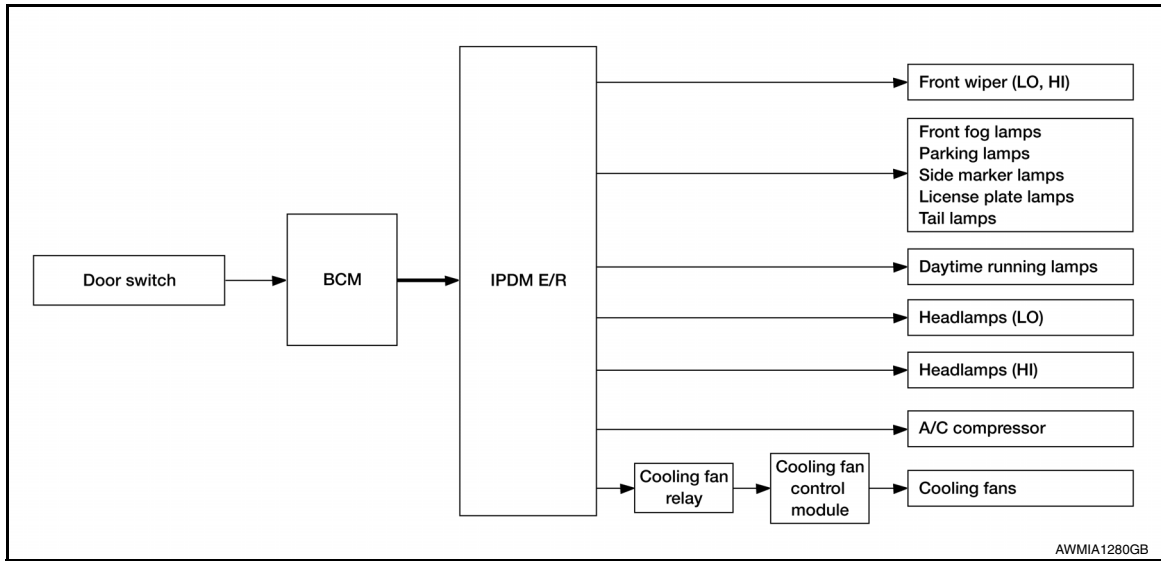 Front wiper (LO, HI)
Front fog lamps
Parking lamps
Side marker lamps
License plate lamps
Tail lamps
Door switch
BCM
IPDM E/R
Daytime running lamps
Headlamps (LO)
Headlamps (HI)
A/C compressor
Cooling fan
relay
Cooling fan
control
module
Cooling fans
AWMIA1280GB